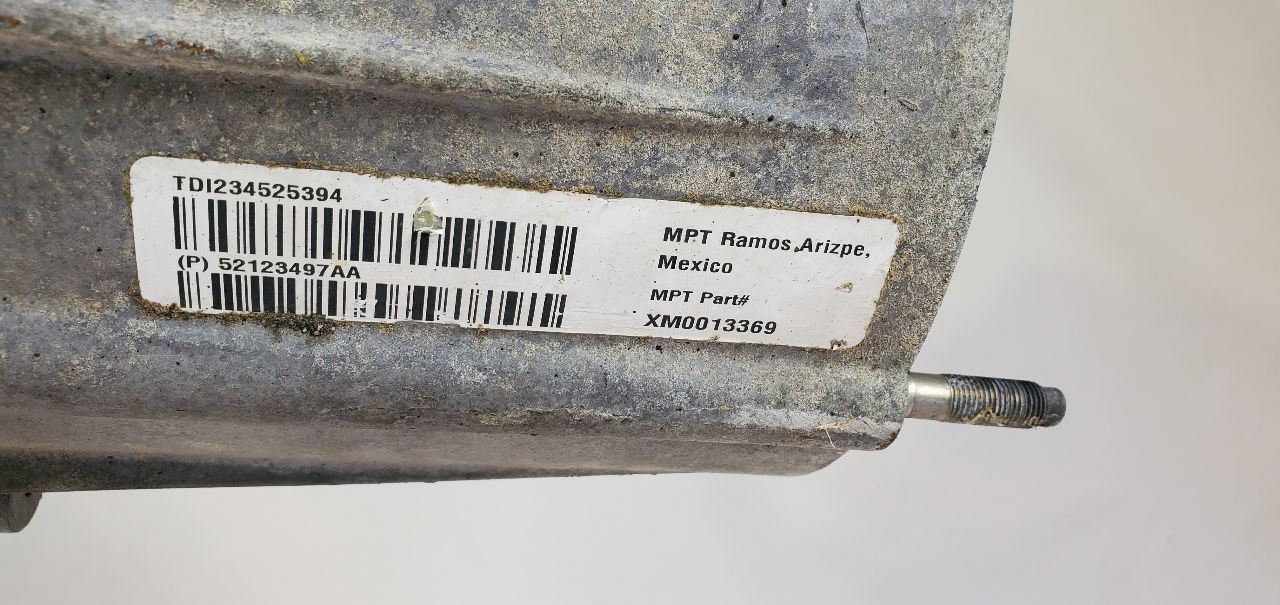 TDI234525394
(P) 52123497AA
MPT Ramos Arizpe,
Mexico
MPT Part#
XM0013369